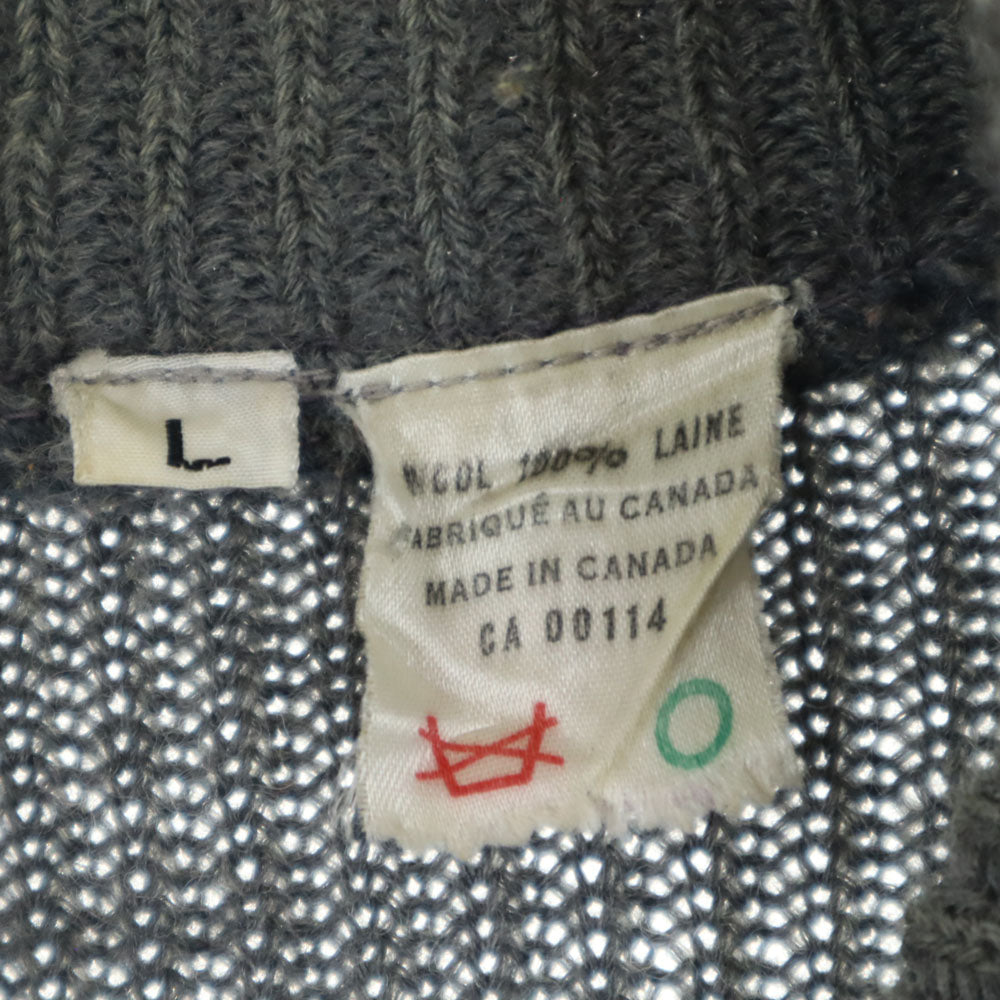 L
WOOL 100% LAINE
FABRIQUÉ AU CANADA
MADE IN CANADA
CA 00114